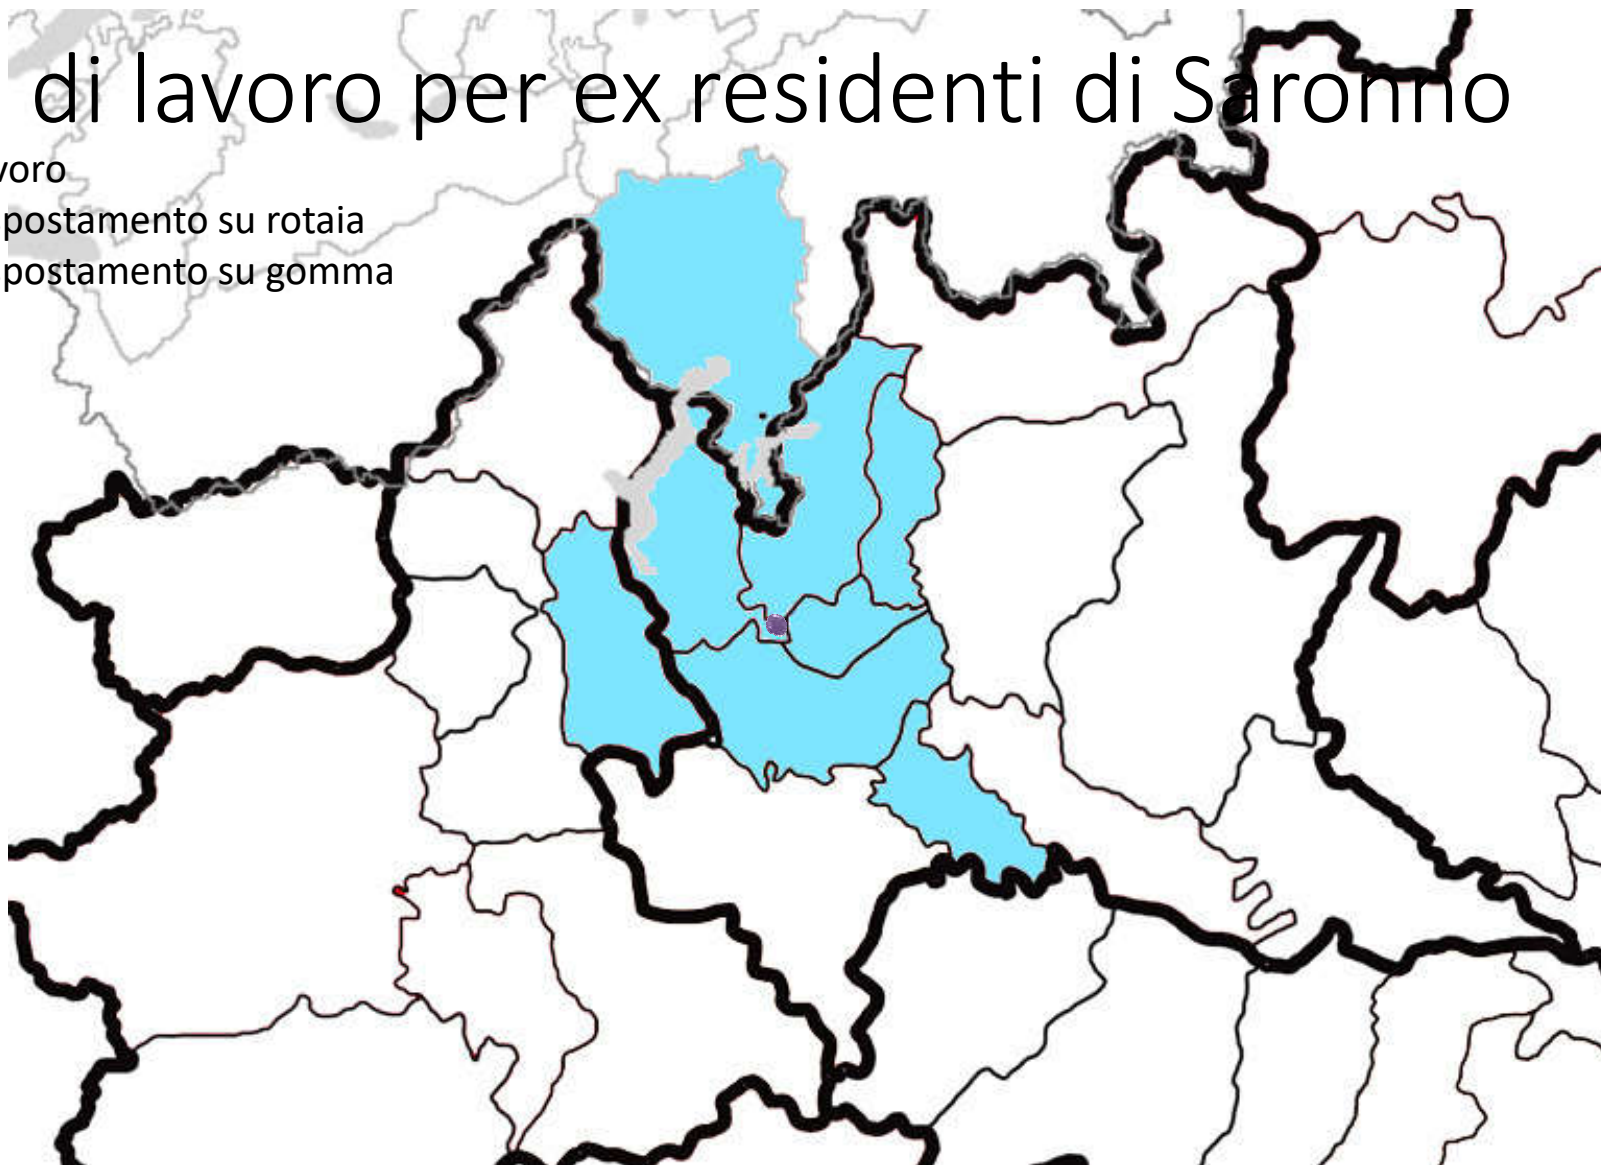 di lavoro per ex residenti di Saronno
voro
postamento su rotaia
postamento su gomma